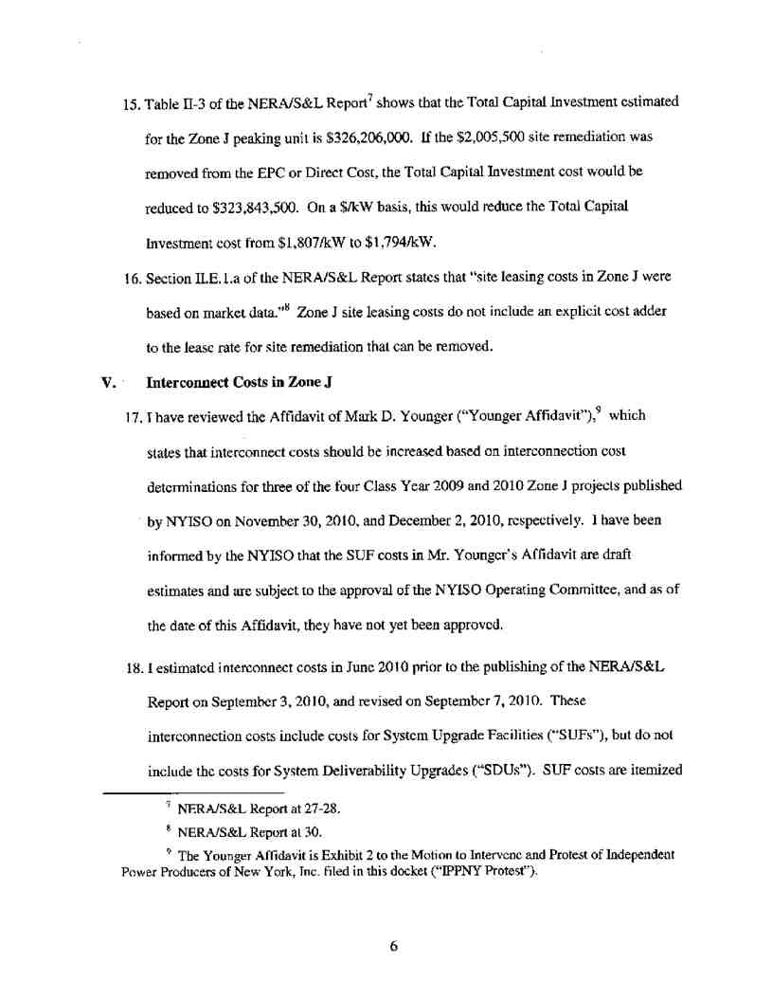 15. Table II-3 of the NERA/S&L Report7 shows that the Total Capital Investment estimated
for the Zone J peaking unit is $326,206,000. If the $2,005,500 site remediation was
removed from the EPC or Direct Cost, the Total Capital Investment cost would be
reduced to $323,843,500. On a $/kW basis, this would reduce the Total Capital
Investment cost from $1,807/kW to $1,794/kW.
16. Section II.E.1.a of the NERA/S&L Report states that “site leasing costs in Zone J were
based on market data.”8 Zone J site leasing costs do not include an explicit cost adder
to the lease rate for site remediation that can be removed.
V. Interconnect Costs in Zone J
17. I have reviewed the Affidavit of Mark D. Younger (“Younger Affidavit”),9 which
states that interconnect costs should be increased based on interconnection cost
determinations for three of the four Class Year 2009 and 2010 Zone J projects published
by NYISO on November 30, 2010, and December 2, 2010, respectively. I have been
informed by the NYISO that the SUF costs in Mr. Younger's Affidavit are draft
estimates and are subject to the approval of the NYISO Operating Committee, and as of
the date of this Affidavit, they have not yet been approved.
18. I estimated interconnect costs in June 2010 prior to the publishing of the NERA/S&L
Report on September 3, 2010, and revised on September 7, 2010. These
interconnection costs include costs for System Upgrade Facilities (“SUFs”), but do not
include the costs for System Deliverability Upgrades (“SDUs”). SUF costs are itemized
7 NERA/S&L Report at 27-28.
8 NERA/S&L Report at 30.
9 The Younger Affidavit is Exhibit 2 to the Motion to Intervene and Protest of Independent
Power Producers of New York, Inc. filed in this docket (“IPPNY Protest”).
6